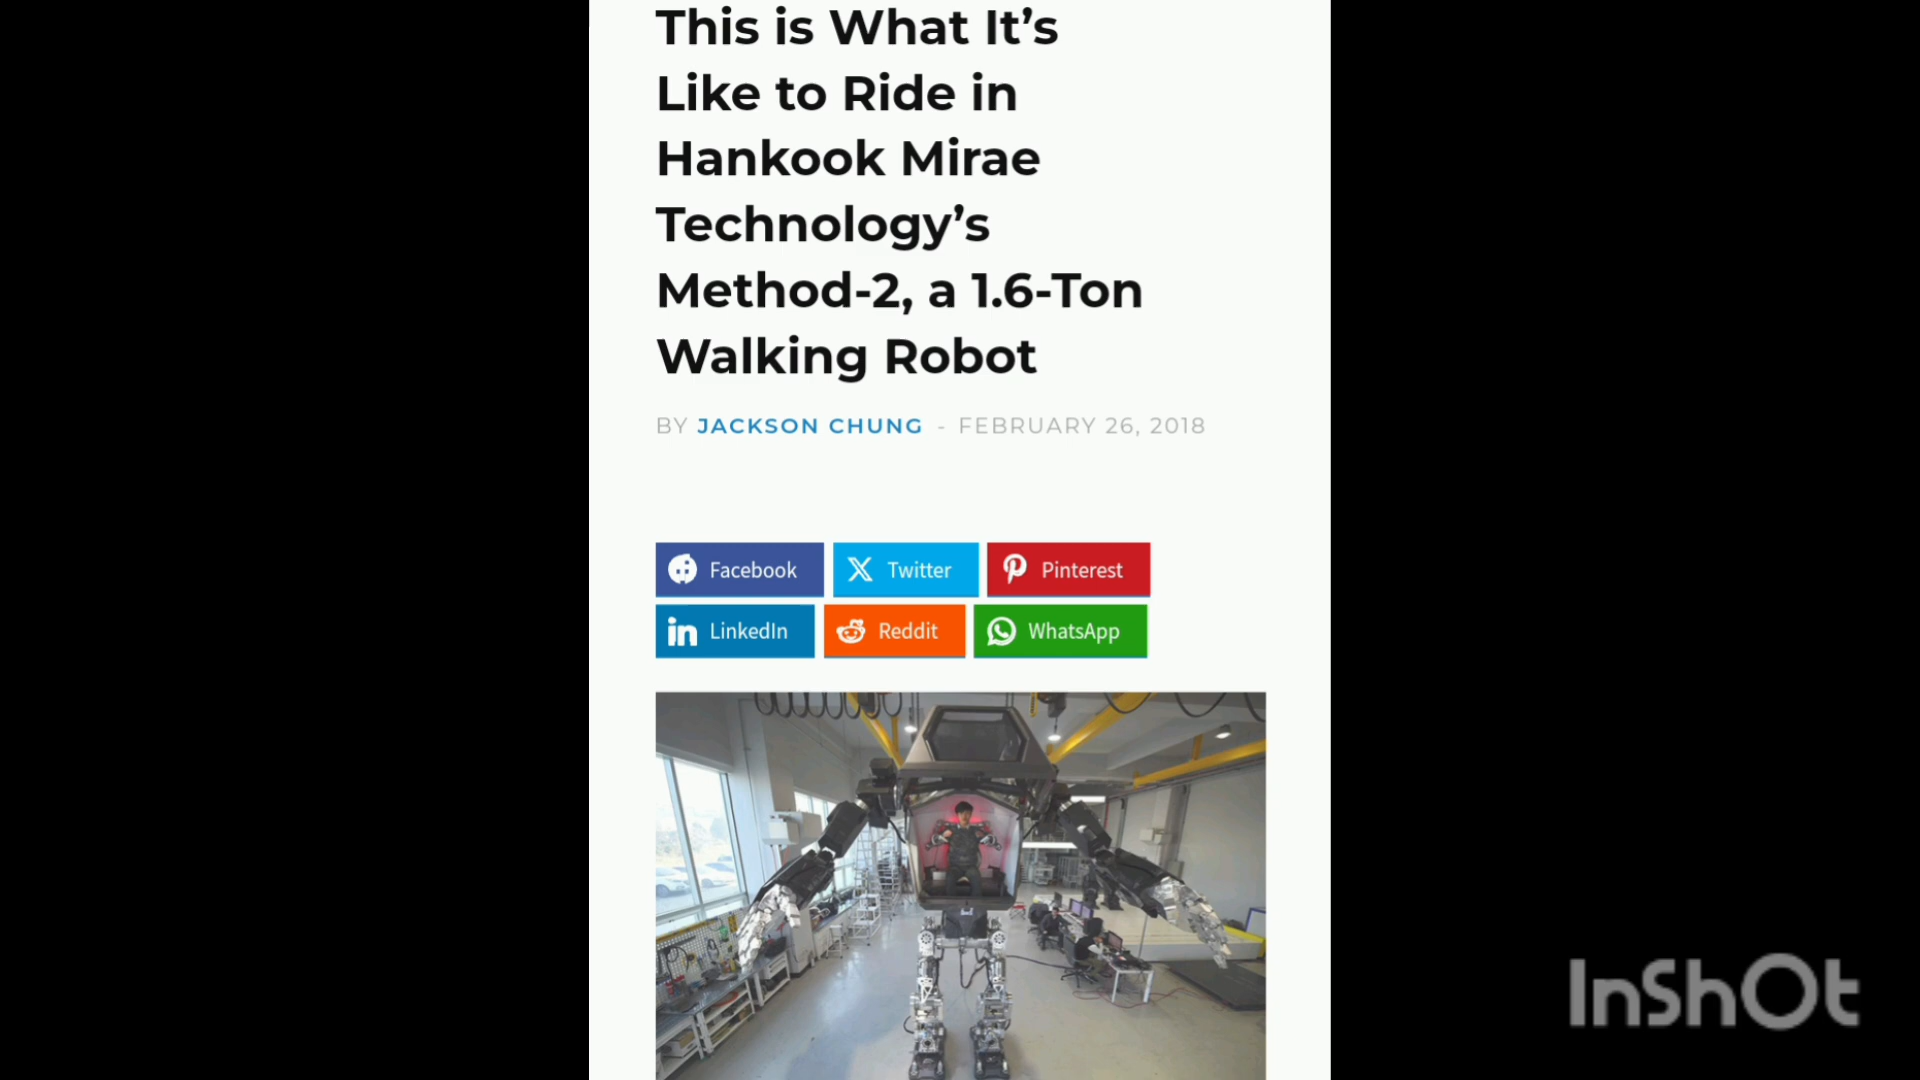 This is What It’s
Like to Ride in
Hankook Mirae
Technology’s
Method-2, a 1.6-Ton
Walking Robot
BY JACKSON CHUNG - FEBRUARY 26, 2018
Facebook Twitter Pinterest
LinkedIn Reddit WhatsApp
InShOt